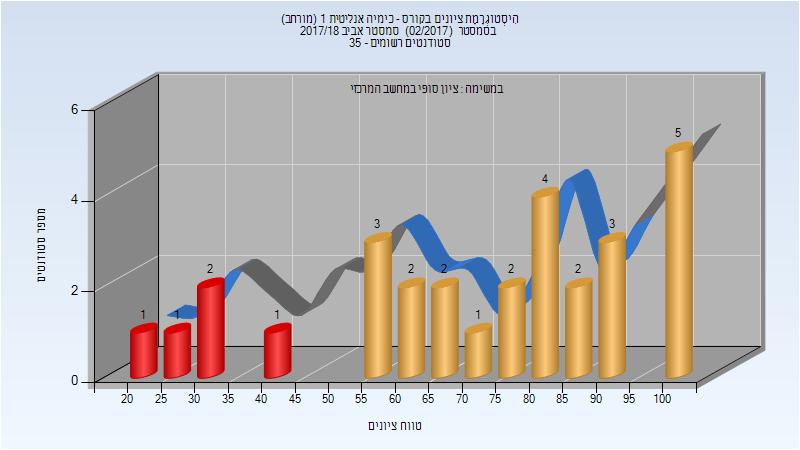 היסטוגרמת ציונים בקורס - כימיה אנליטית 1 (מורחב)
בסמסטר (02/2017) סמסטר אביב 2017/18
סטודנטים רשומים - 35
במשימה : ציון סופי במחשב המרכזי
מספר סטודנטים
6
4
2
0
1
1
2
1
3
2
2
1
2
4
2
3
5
20 25 30 35 40 45 50 55 60 65 70 75 80 85 90 95 100
טווח ציונים